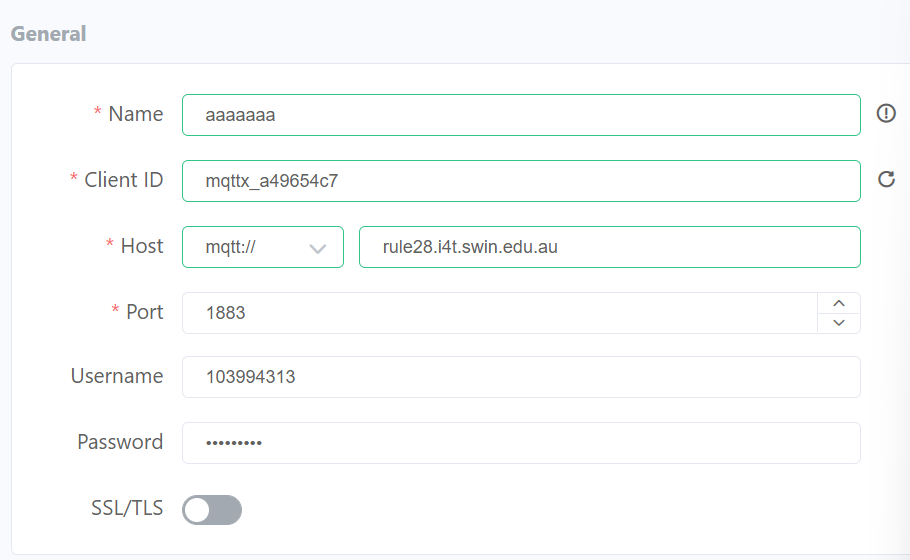 General
* Name aaaaaaa
* Client ID mqttx_a49654c7
* Host mqtt:// rule28.i4t.swin.edu.au
* Port 1883
Username 103994313
Password •••••••••
SSL/TLS